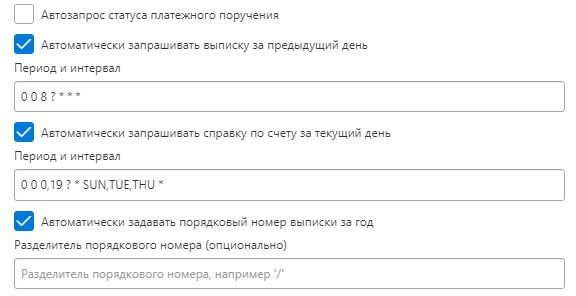 Автозапрос статуса платежного поручения
Автоматически запрашивать выписку за предыдущий день
Период и интервал
0 0 8 ? * * *
Автоматически запрашивать справку по счету за текущий день
Период и интервал
0 0 0,19 ? * SUN,TUE,THU *
Автоматически задавать порядковый номер выписки за год
Разделитель порядкового номера (опционально)
Разделитель порядкового номера, например '/'